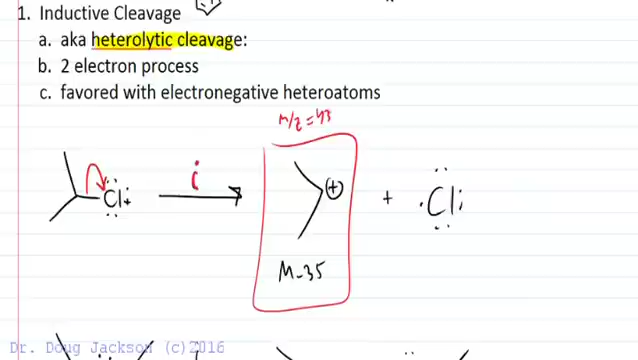 1. Inductive Cleavage
a. aka heterolytic cleavage:
b. 2 electron process
c. favored with electronegative heteroatoms
m/z = 43
i
Cl +
+
+ Cl
M-35
Dr. Doug Jackson (c)2016